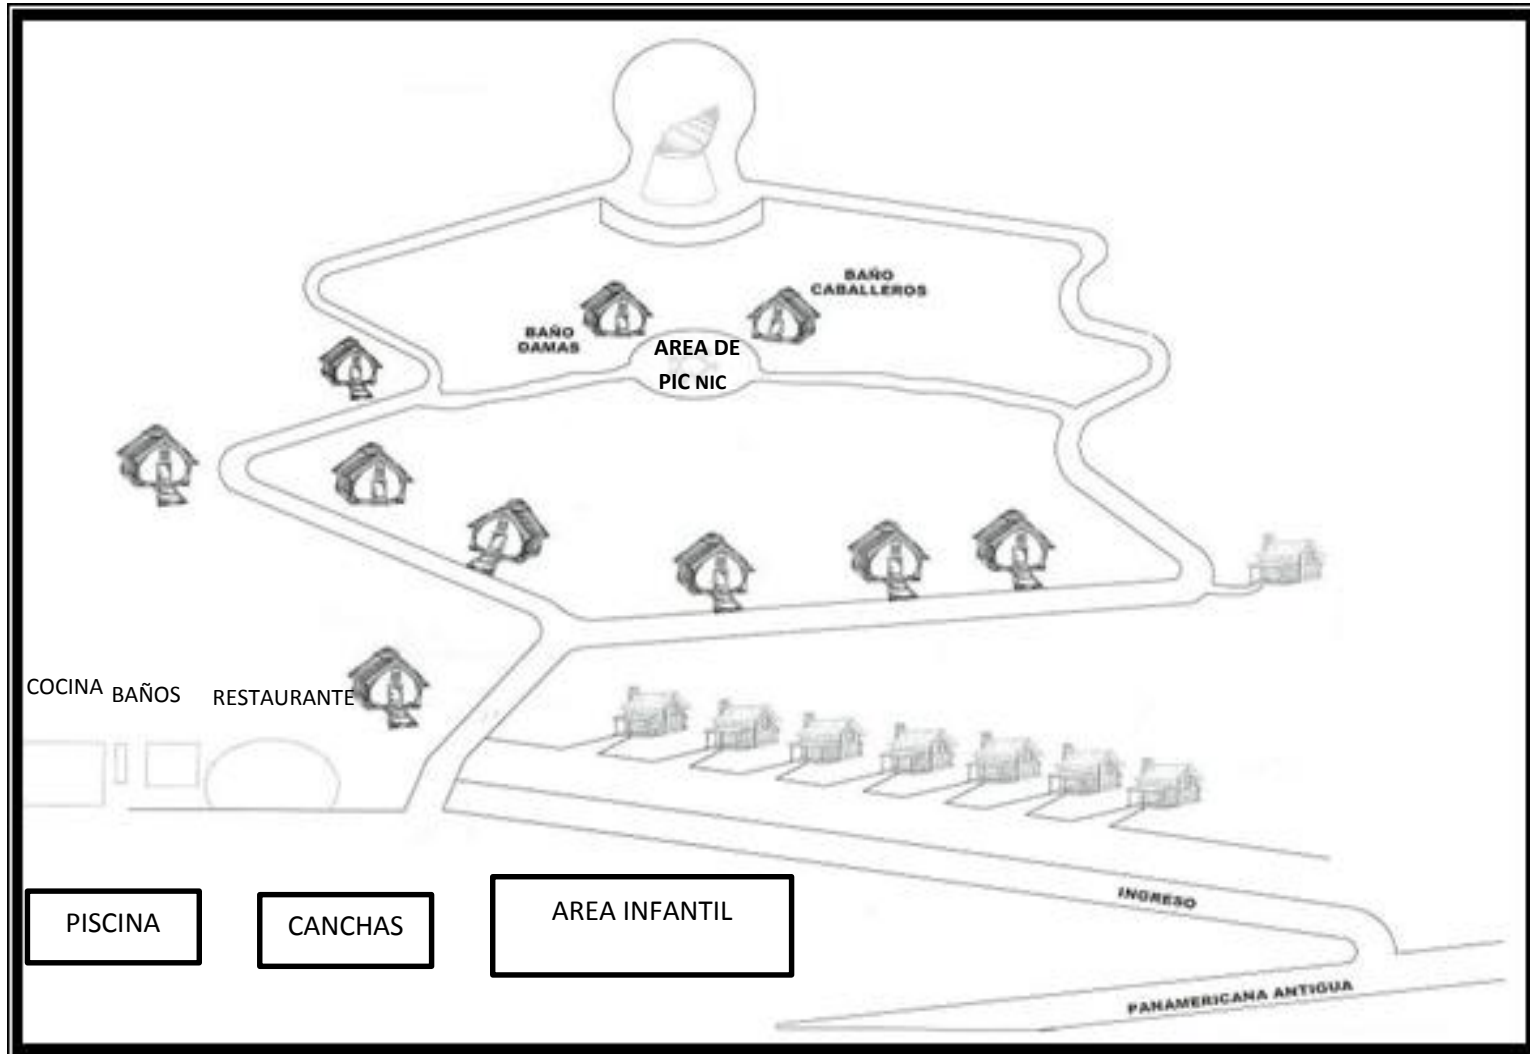 BAÑO
CABALLEROS
BAÑO
DAMAS
AREA DE
PIC NIC
COCINA BAÑOS RESTAURANTE
INGRESO
PISCINA
CANCHAS
AREA INFANTIL
PANAMERICANA ANTIGUA